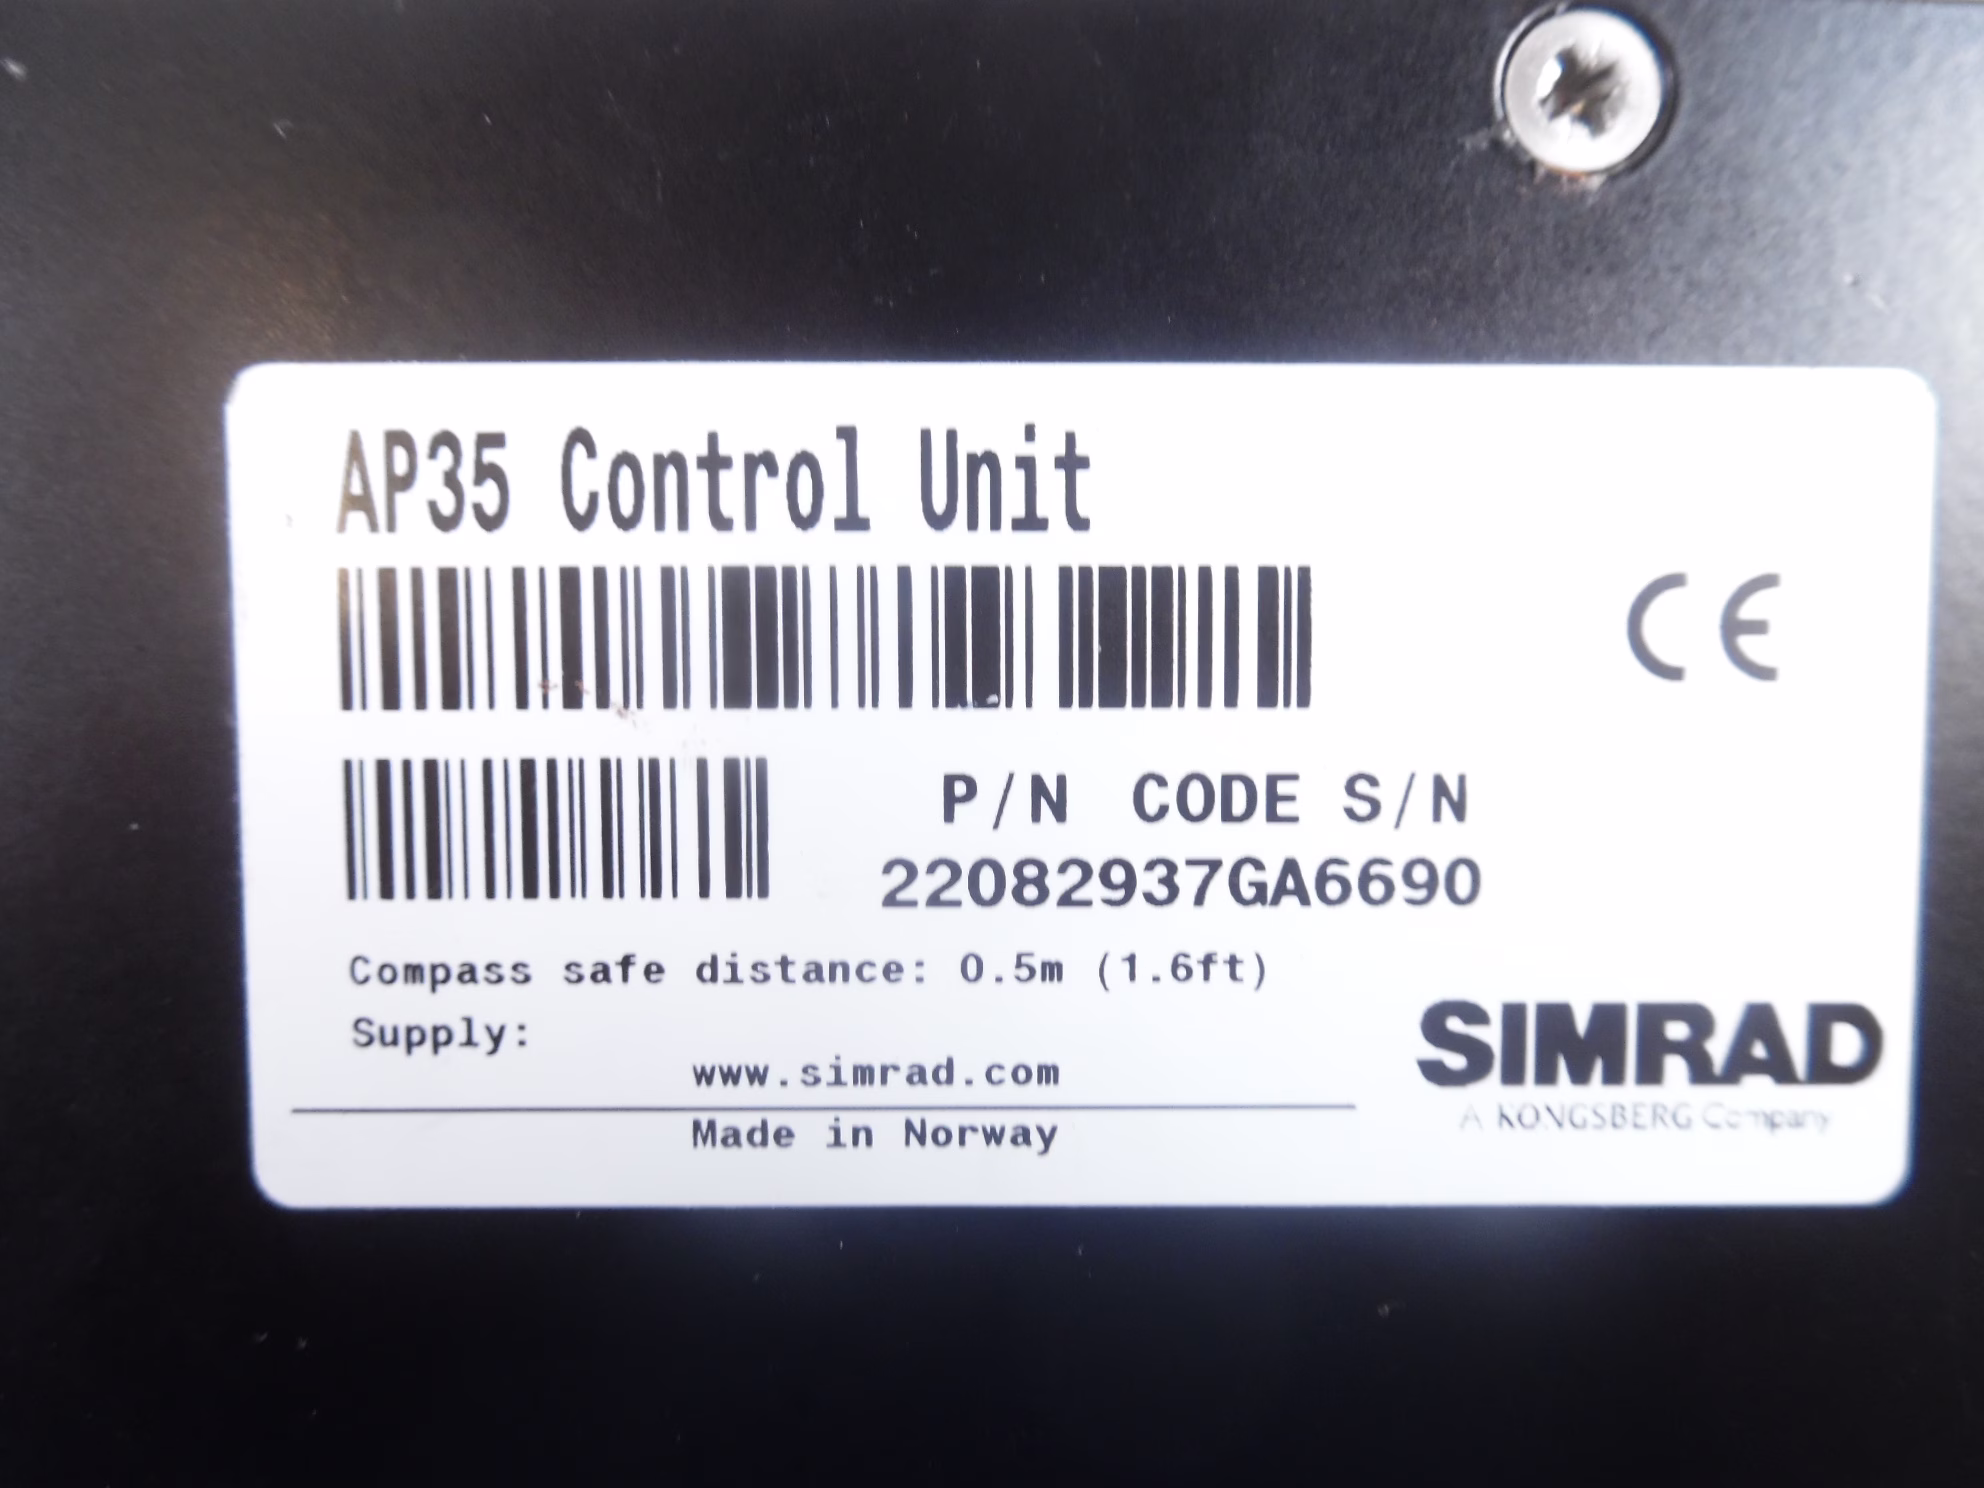 AP35 Control Unit
CE
P/N CODE S/N
22082937GA6690
Compass safe distance: 0.5m (1.6ft)
Supply:
www.simrad.com
Made in Norway
SIMRAD
A KONGSBERG Company